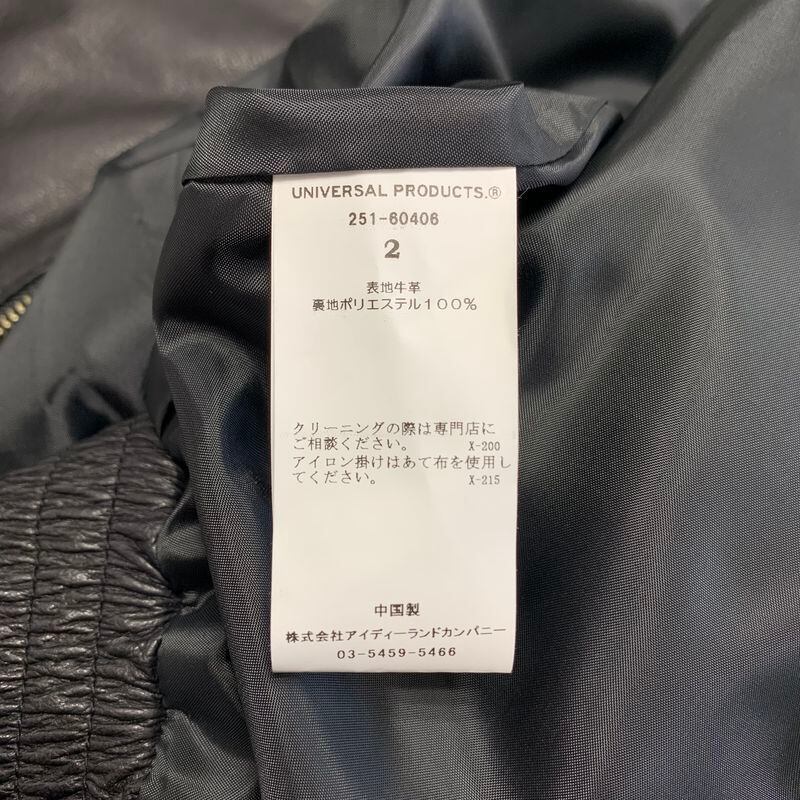 UNIVERSAL PRODUCTS.®
251-60406
2
表地牛革
裏地ポリエステル100%
クリーニングの際は専門店に
ご相談ください。 X-200
アイロン掛けはあて布を使用し
てください。 X-215
中国製
株式会社アイディーランドカンパニー
03-5459-5466